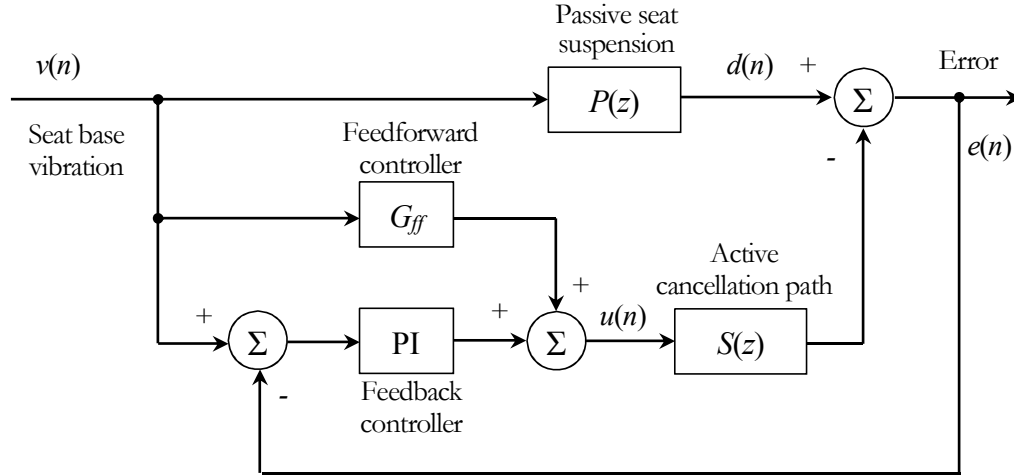 Passive seat
suspension
v(n)
P(z)
d(n)
+
Σ
Error
Seat base
vibration
Feedforward
controller
-
e(n)
G_ff
Active
cancellation path
+
+
Σ
PI
+
Σ
u(n)
S(z)
-
Feedback
controller